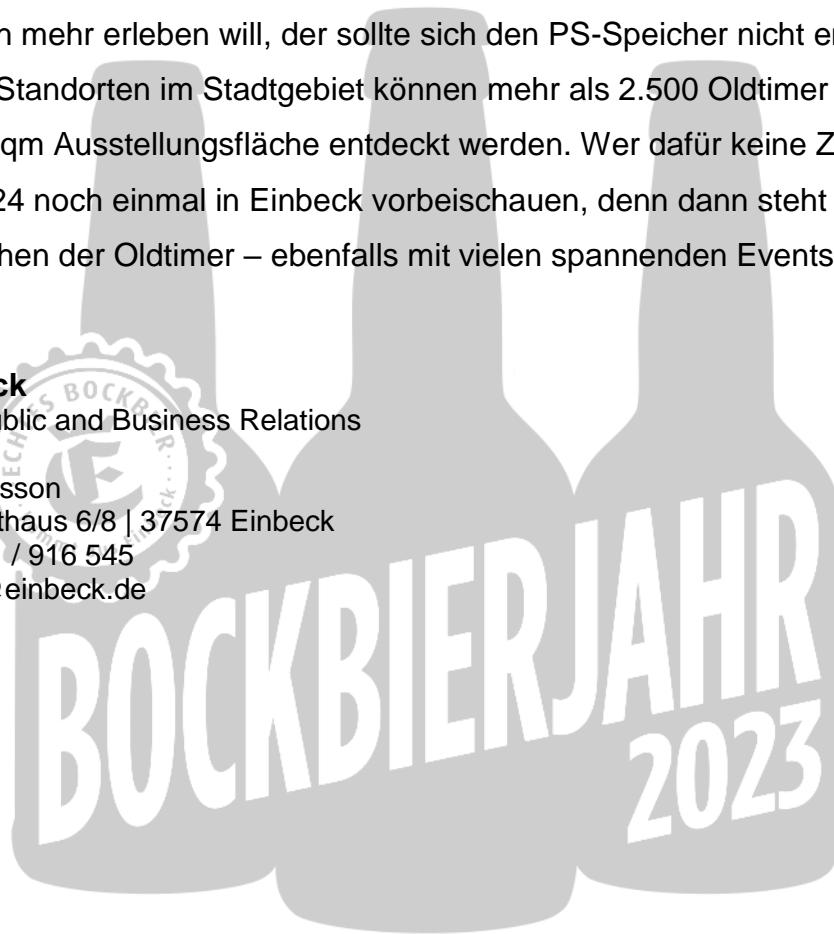 n mehr erleben will, der sollte sich den PS-Speicher nicht er
Standorten im Stadtgebiet können mehr als 2.500 Oldtimer
qm Ausstellungsfläche entdeckt werden. Wer dafür keine Z
24 noch einmal in Einbeck vorbeischauen, denn dann steht
hen der Oldtimer – ebenfalls mit vielen spannenden Events
ck
ublic and Business Relations
sson
thaus 6/8 | 37574 Einbeck
/ 916 545
einbeck.de
ECHTES BOCKBIER
E
BOCKBIERJAHR
2023